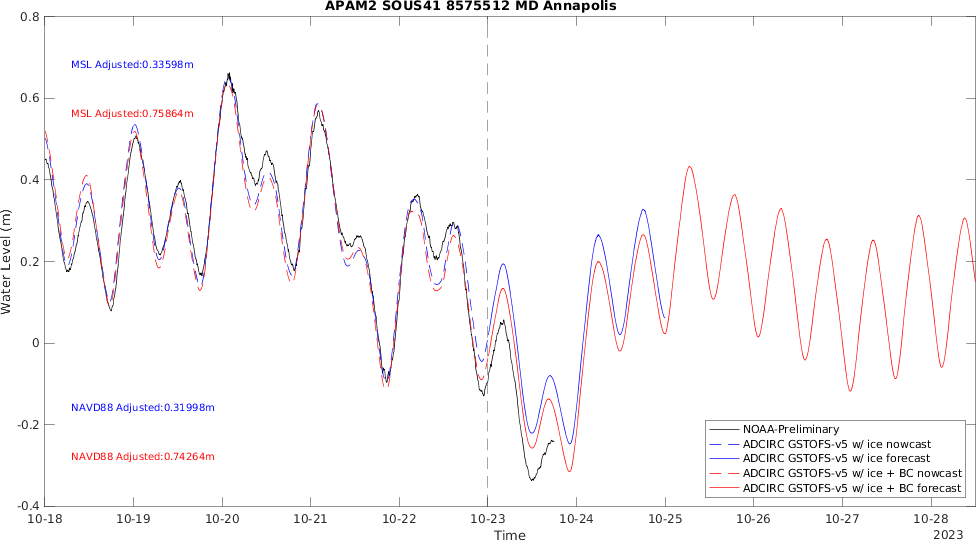 APAM2 SOUS41 8575512 MD Annapolis
0.8
MSL Adjusted:0.33598m
0.6
MSL Adjusted:0.75864m
0.4
0.2
Water Level (m)
0
NAVD88 Adjusted:0.31998m
-0.2
NAVD88 Adjusted:0.74264m
-0.4
NOAA-Preliminary
ADCIRC GSTOFS-v5 w/ ice nowcast
ADCIRC GSTOFS-v5 w/ ice forecast
ADCIRC GSTOFS-v5 w/ice + BC nowcast
ADCIRC GSTOFS-v5 w/ice + BC forecast
10-18 10-19 10-20 10-21 10-22 10-23 10-24 10-25 10-26 10-27 10-28
Time
2023